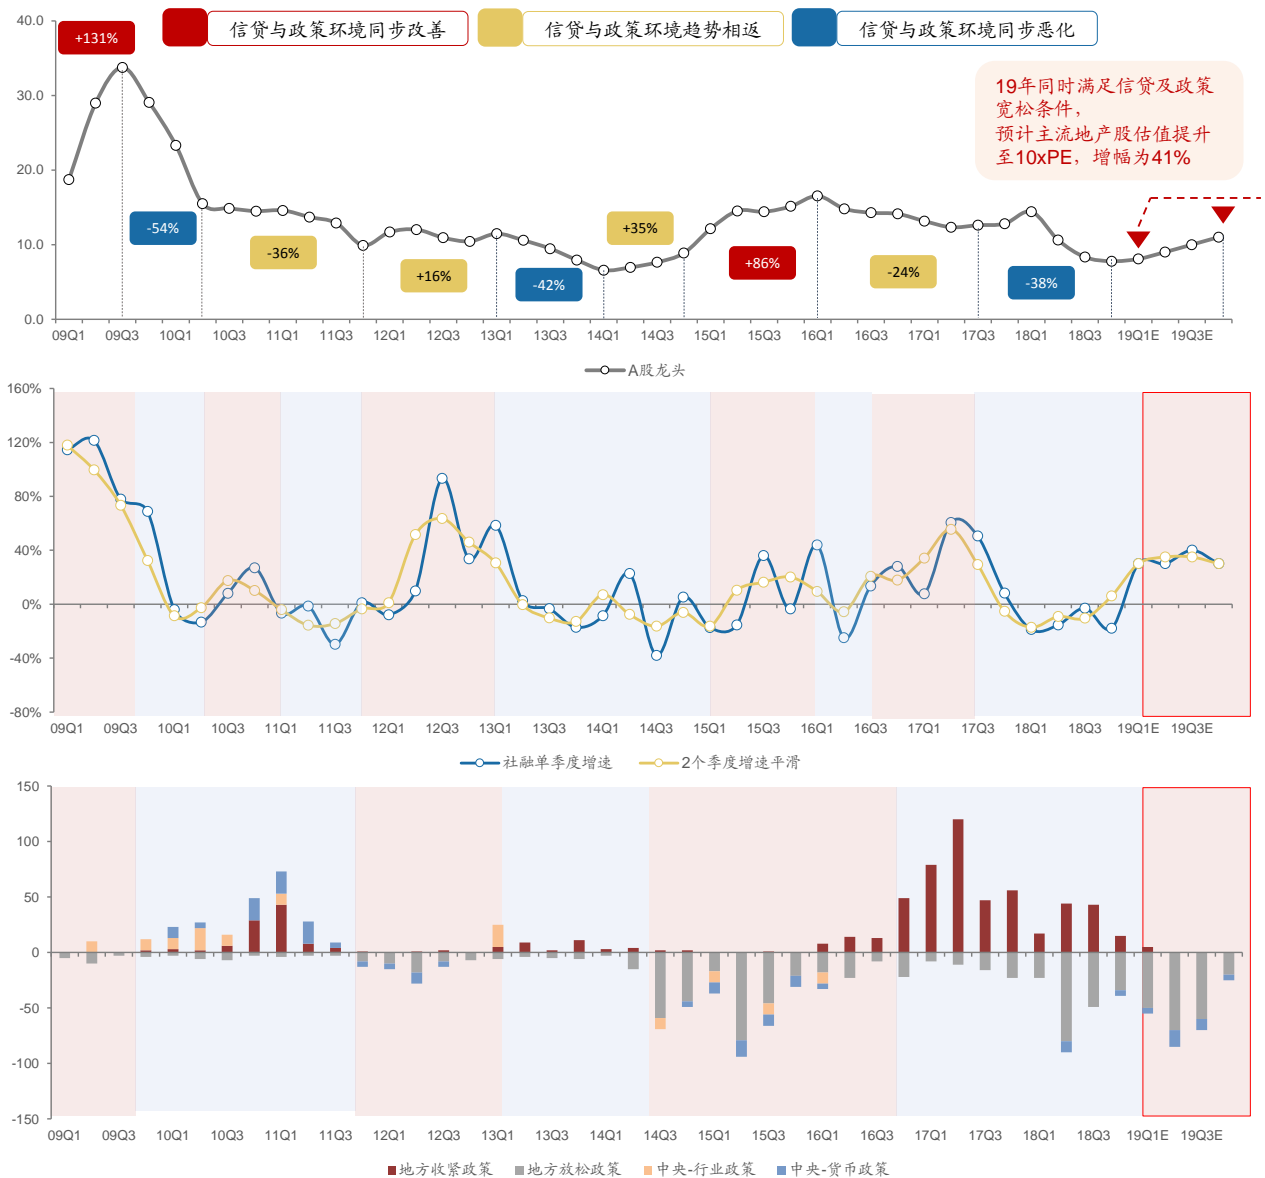 信贷与政策环境同步改善
信贷与政策环境趋势相返
信贷与政策环境同步恶化
40.0
30.0
20.0
10.0
0.0
+131%
-54%
-36%
+16%
-42%
+35%
+86%
-24%
-38%
19年同时满足信贷及政策
宽松条件，
预计主流地产股估值提升
至10xPE，增幅为41%
09Q1 09Q3 10Q1 10Q3 11Q1 11Q3 12Q1 12Q3 13Q1 13Q3 14Q1 14Q3 15Q1 15Q3 16Q1 16Q3 17Q1 17Q3 18Q1 18Q3 19Q1E 19Q3E
A股龙头
160%
120%
80%
40%
0%
-40%
-80%
09Q1 09Q3 10Q1 10Q3 11Q1 11Q3 12Q1 12Q3 13Q1 13Q3 14Q1 14Q3 15Q1 15Q3 16Q1 16Q3 17Q1 17Q3 18Q1 18Q3 19Q1E 19Q3E
社融单季度增速 2个季度增速平滑
150
100
50
0
-50
-100
-150
09Q1 09Q3 10Q1 10Q3 11Q1 11Q3 12Q1 12Q3 13Q1 13Q3 14Q1 14Q3 15Q1 15Q3 16Q1 16Q3 17Q1 17Q3 18Q1 18Q3 19Q1E 19Q3E
地方收紧政策 地方放松政策 中央-行业政策 中央-货币政策